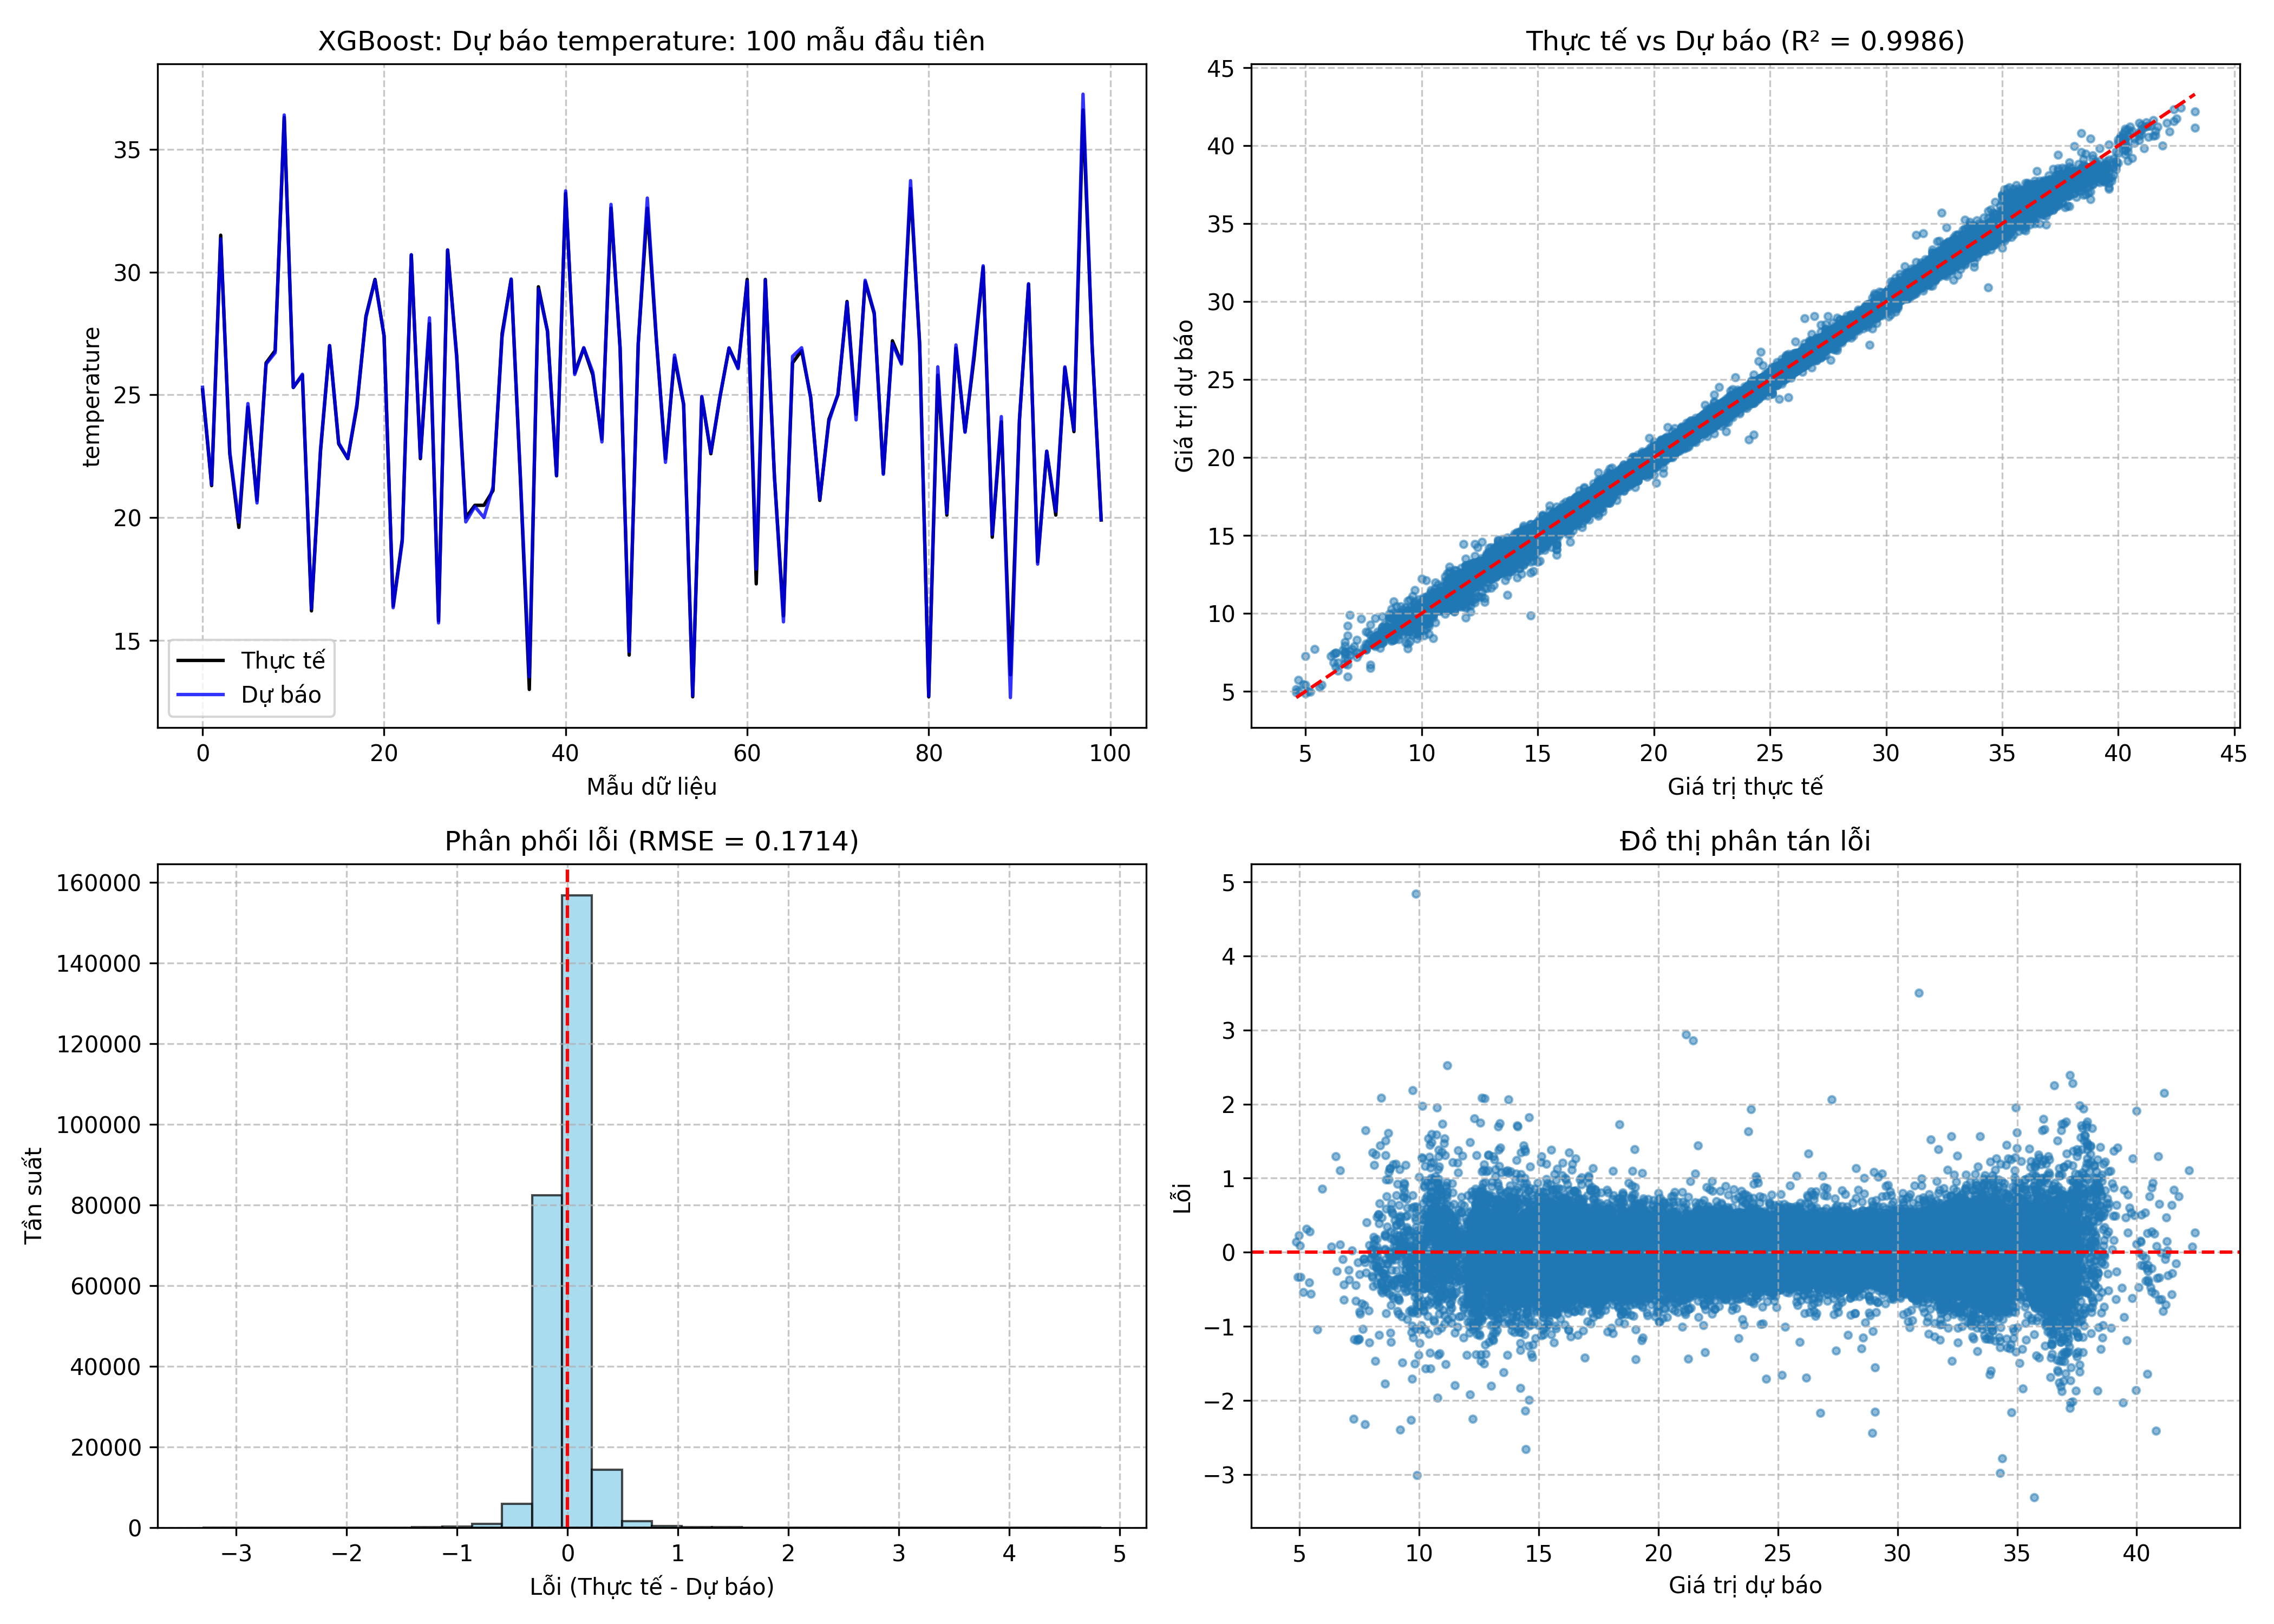 XGBoost: Dự báo temperature: 100 mẫu đầu tiên
temperature
35
30
25
20
15
Thực tế
Dự báo
0 20 40 60 80 100
Mẫu dữ liệu
Thực tế vs Dự báo (R² = 0.9986)
Giá trị dự báo
45
40
35
30
25
20
15
10
5
5 10 15 20 25 30 35 40 45
Giá trị thực tế
Phân phối lỗi (RMSE = 0.1714)
Tần suất
160000
140000
120000
100000
80000
60000
40000
20000
0
−3 −2 −1 0 1 2 3 4 5
Lỗi (Thực tế - Dự báo)
Đồ thị phân tán lỗi
Lỗi
5
4
3
2
1
0
−1
−2
−3
5 10 15 20 25 30 35 40
Giá trị dự báo